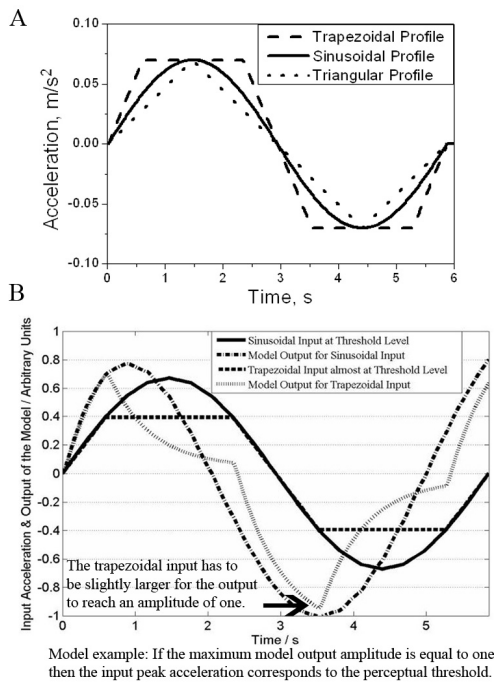 A
Trapezoidal Profile
Sinusoidal Profile
Triangular Profile
Acceleration, m/s²
0.10
0.05
0.00
-0.05
-0.10
0 1 2 3 4 5 6
Time, s
B
Sinusoidal Input at Threshold Level
Model Output for Sinusoidal Input
Trapezoidal Input almost at Threshold Level
Model Output for Trapezoidal Input
Input Acceleration & Output of the Model / Arbitrary Units
1
0.8
0.6
0.4
0.2
0
-0.2
-0.4
-0.6
-0.8
-1
The trapezoidal input has to
be slightly larger for the output
to reach an amplitude of one.
0 1 2 3 4 5
Time / s
Model example: If the maximum model output amplitude is equal to one
then the input peak acceleration corresponds to the perceptual threshold.